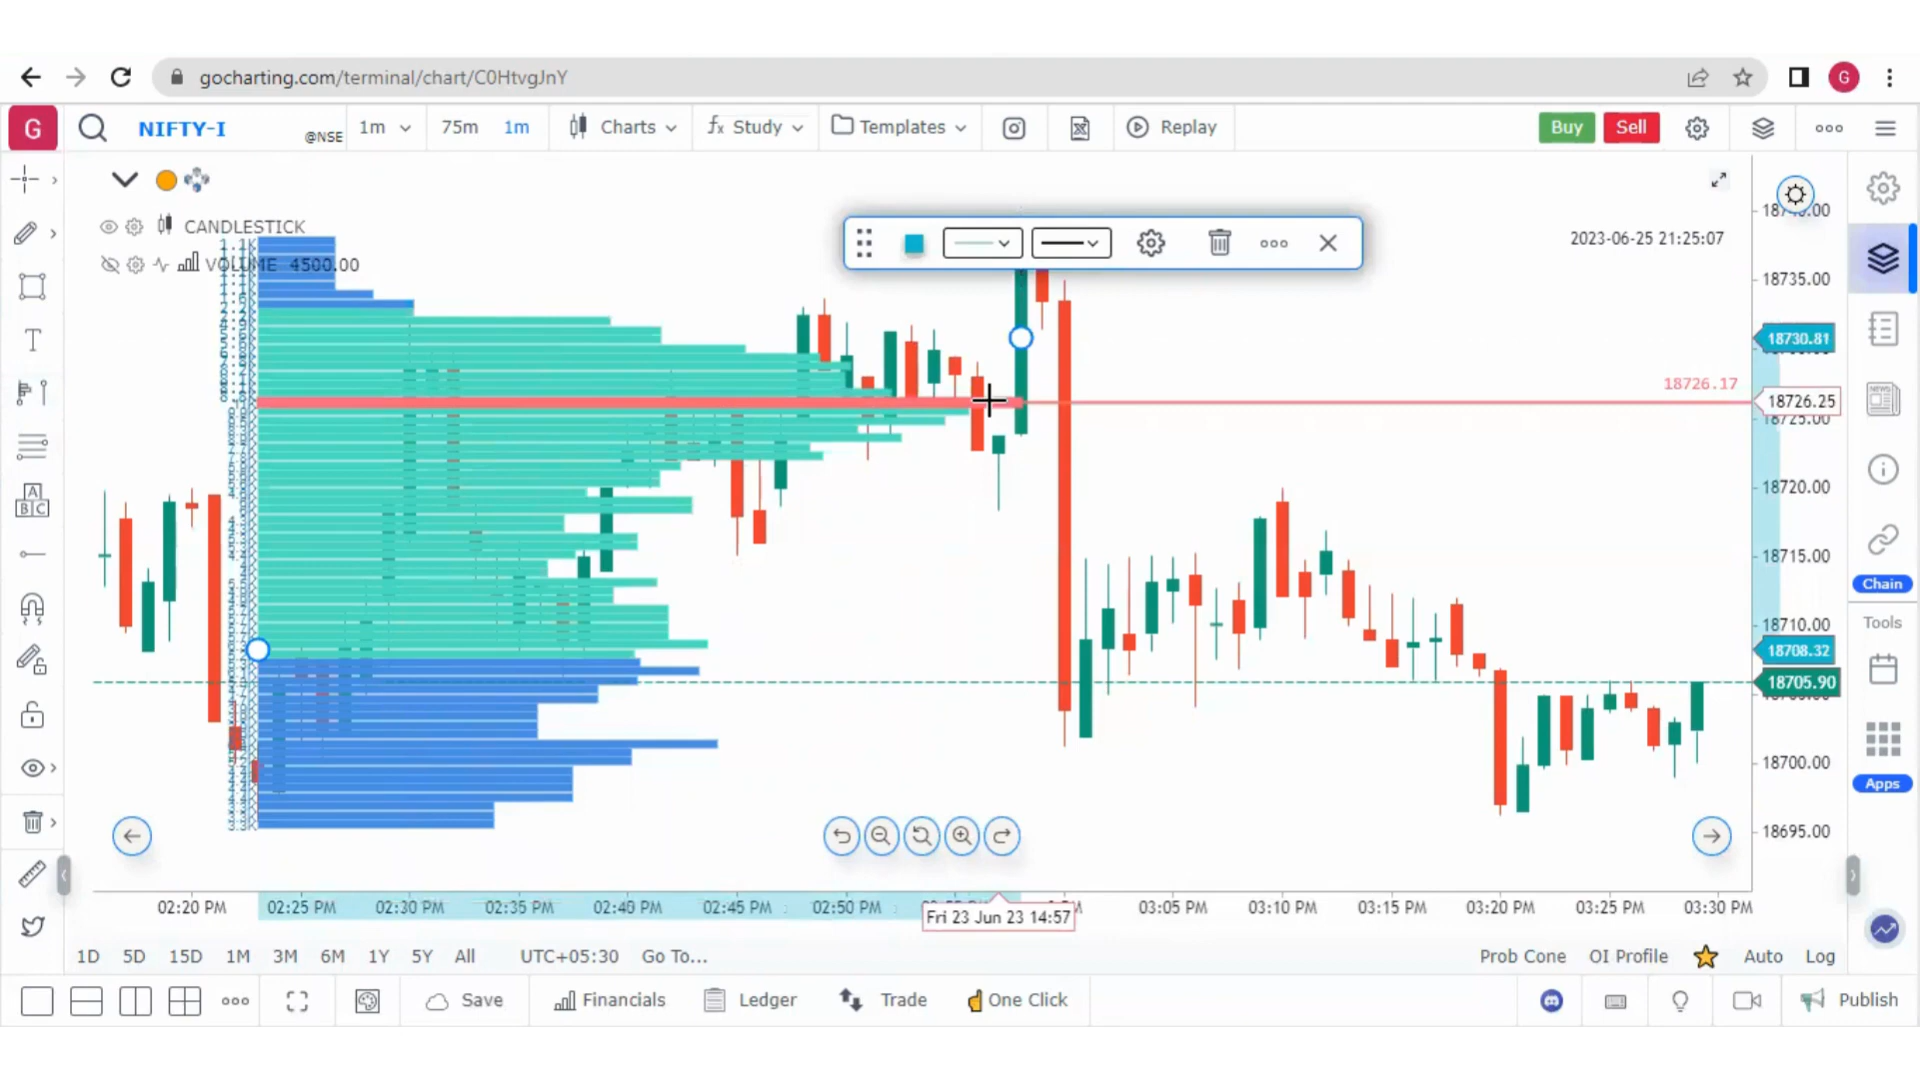 gocharting.com/terminal/chart/C0HtvgJnY
G
G
NIFTY-I
@NSE
1m
75m
1m
Charts
Study
Templates
Replay
Buy
Sell
CANDLESTICK
VOLUME 4500.00
2023-06-25 21:25:07
18735.00
18730.81
18726.17
18726.25
18720.00
18715.00
18710.00
18708.32
18705.90
18700.00
18695.00
T
A
B C
NEWS
Chain
Tools
Apps
02:20 PM
02:25 PM
02:30 PM
02:35 PM
02:40 PM
02:45 PM
02:50 PM
Fri 23 Jun 23 14:57
03:05 PM
03:10 PM
03:15 PM
03:20 PM
03:25 PM
03:30 PM
1D
5D
15D
1M
3M
6M
1Y
5Y
All
UTC+05:30
Go To...
Prob Cone
OI Profile
Auto
Log
Save
Financials
Ledger
Trade
One Click
Publish